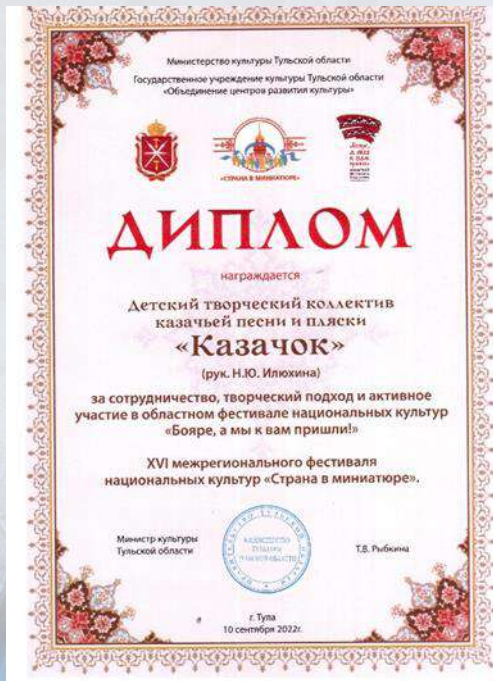 Министерство культуры Тульской области
Государственное учреждение культуры Тульской области
«Объединение центров развития культуры»
«СТРАНА В МИНИАТЮРЕ»
ДИПЛОМ
награждается
Детский творческий коллектив
казачьей песни и пляски
«Казачок»
(рук. Н.Ю. Илюхина)
за сотрудничество, творческий подход и активное
участие в областном фестивале национальных культур
«Бояре, а мы к вам пришли!»
XVI межрегионального фестиваля
национальных культур «Страна в миниатюре».
Министр культуры
Тульской области
Т.В. Рыбкина
г. Тула
10 сентября 2022г.